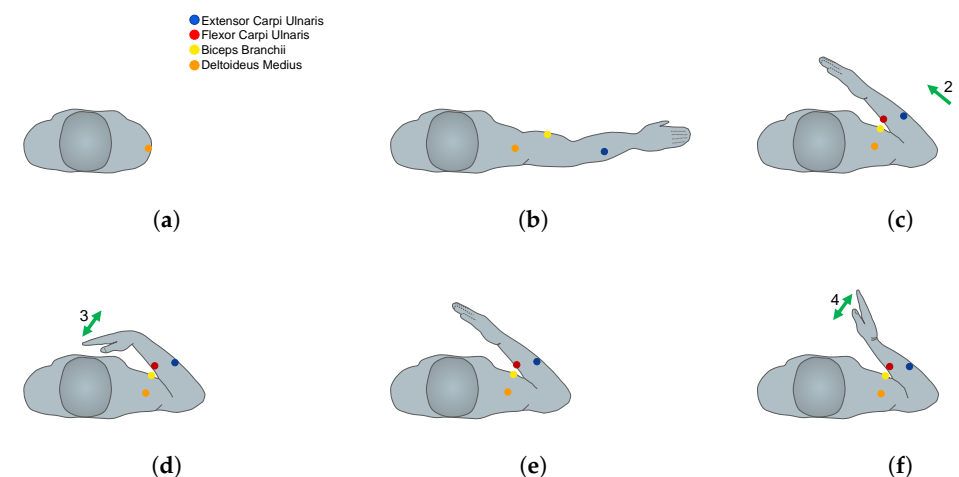 Extensor Carpi Ulnaris
Flexor Carpi Ulnaris
Biceps Branchii
Deltoideus Medius
2
(a)
(b)
(c)
3
4
(d)
(e)
(f)